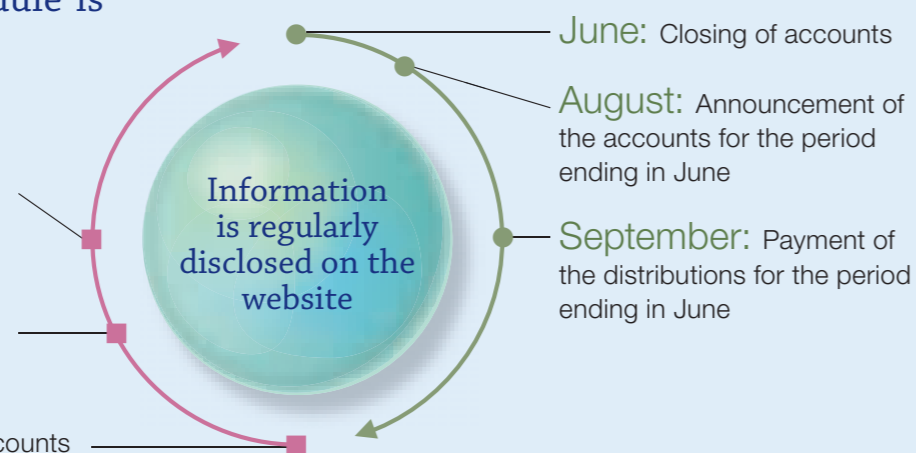 is
June: Closing of accounts
August: Announcement of
the accounts for the period
ending in June
Information
is regularly
disclosed on the
website
September: Payment of
the distributions for the period
ending in June